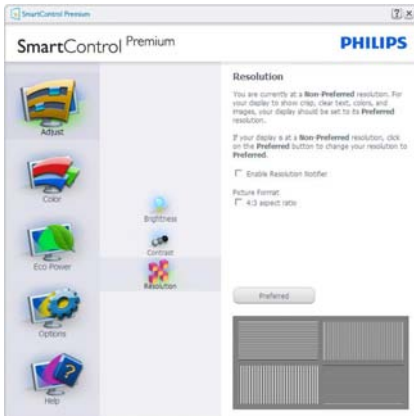 SmartControl Premium
SmartControl Premium
PHILIPS
Adjust
Color
Eco Power
Options
Help
Brightness
Contrast
Resolution
Resolution
You are currently at a Non-Preferred resolution. For
your display to show crisp, clear text, colors, and
images, your display should be set to its Preferred
resolution.
If your display is at a Non-Preferred resolution, click
on the Preferred button to change your resolution to
Preferred.
Enable Resolution Notifier
Picture Format
4:3 aspect ratio
Preferred